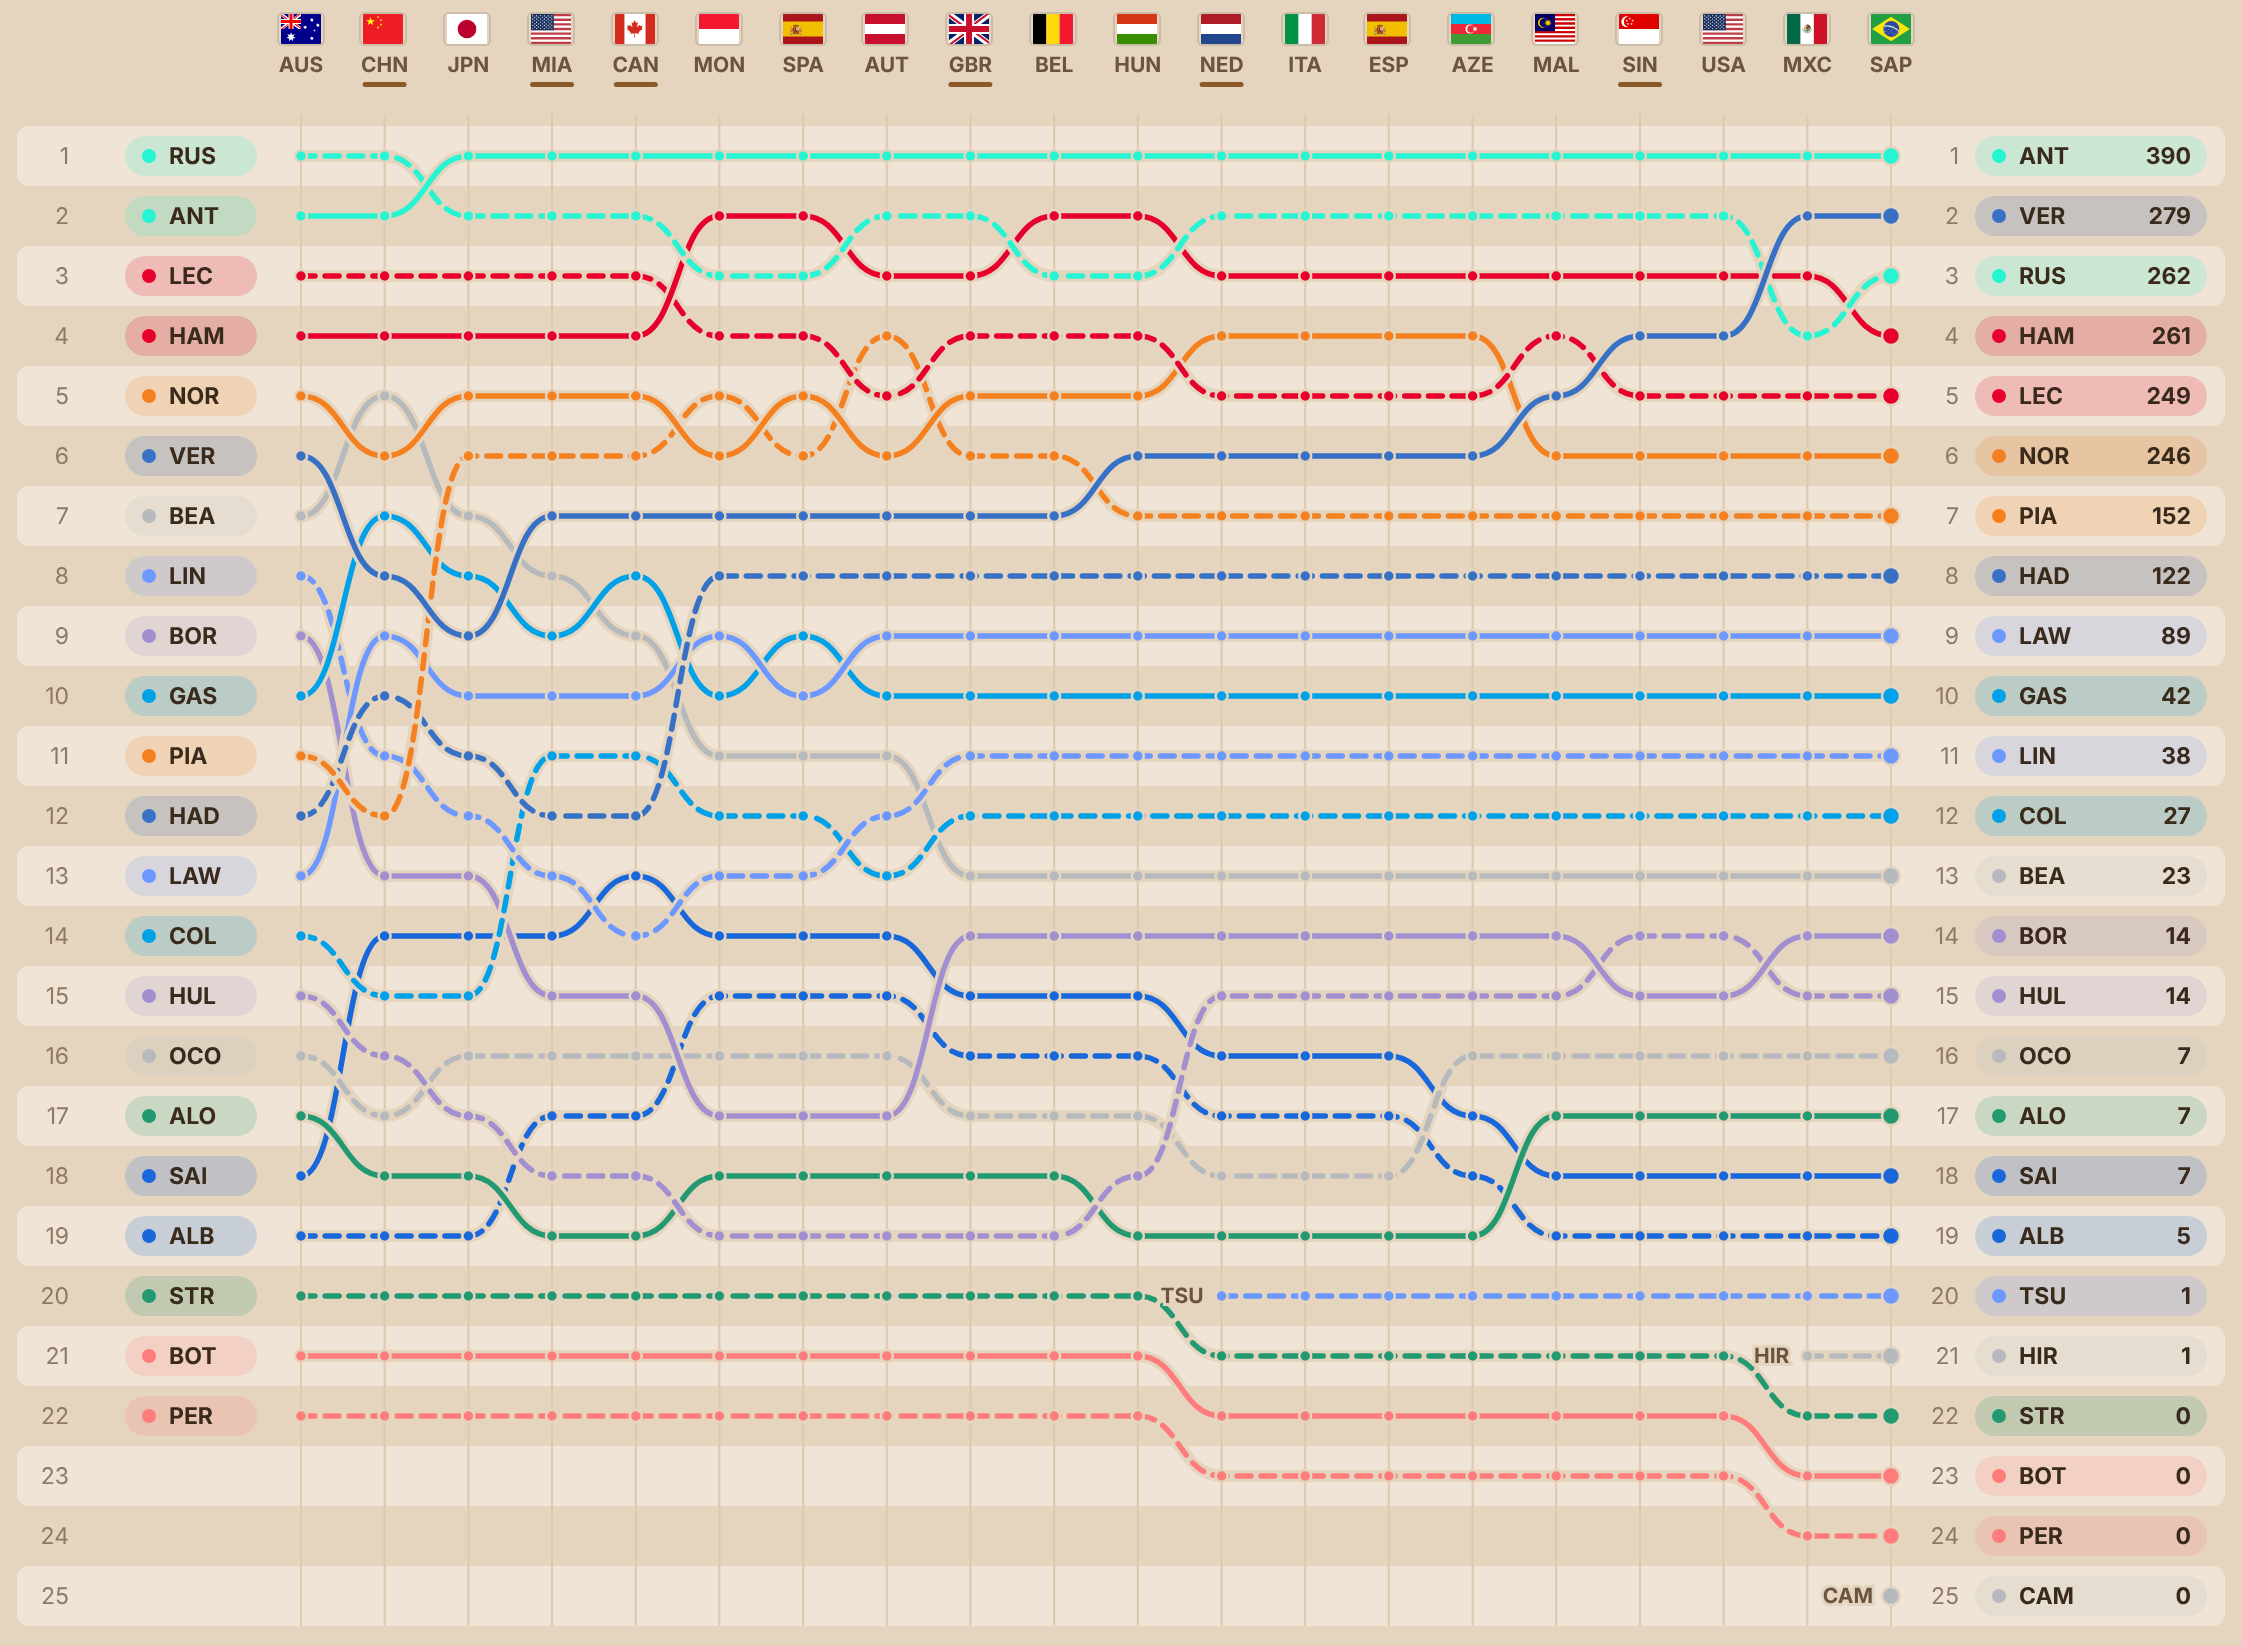 AUS CHN JPN MIA CAN MON SPA AUT GBR BEL HUN NED ITA ESP AZE MAL SIN USA MXC SAP
1 RUS 1 ANT 390
2 ANT 2 VER 279
3 LEC 3 RUS 262
4 HAM 4 HAM 261
5 NOR 5 LEC 249
6 VER 6 NOR 246
7 BEA 7 PIA 152
8 LIN 8 HAD 122
9 BOR 9 LAW 89
10 GAS 10 GAS 42
11 PIA 11 LIN 38
12 HAD 12 COL 27
13 LAW 13 BEA 23
14 COL 14 BOR 14
15 HUL 15 HUL 14
16 OCO 16 OCO 7
17 ALO 17 ALO 7
18 SAI 18 SAI 7
19 ALB 19 ALB 5
20 STR TSU 20 TSU 1
21 BOT HIR 21 HIR 1
22 PER 22 STR 0
23 23 BOT 0
24 24 PER 0
25 CAM 25 CAM 0